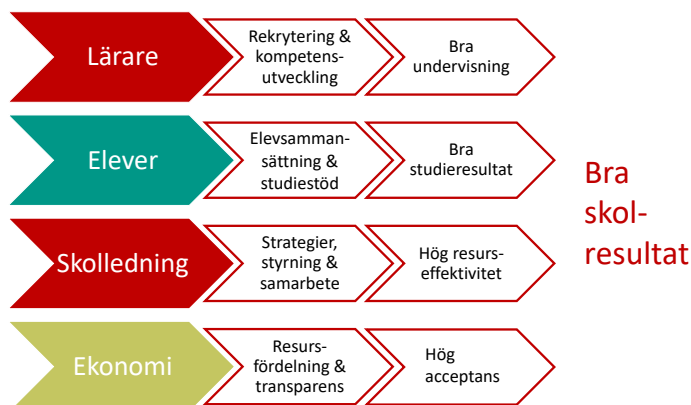 Lärare
Rekrytering &
kompetens-
utveckling
Bra
undervisning
Elever
Elevsamman-
sättning &
studiestöd
Bra
studieresultat
Skolledning
Strategier,
styrning &
samarbete
Hög resurs-
effektivitet
Ekonomi
Resurs-
fördelning &
transparens
Hög
acceptans
Bra
skol-
resultat